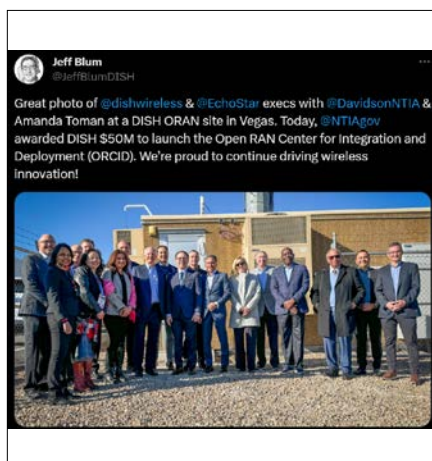 Jeff Blum
@JeffBlumDISH
Great photo of @dishwireless & @EchoStar execs with @DavidsonNTIA &
Amanda Toman at a DISH ORAN site in Vegas. Today, @NTIAgov
awarded DISH $50M to launch the Open RAN Center for Integration and
Deployment (ORCID). We're proud to continue driving wireless
innovation!